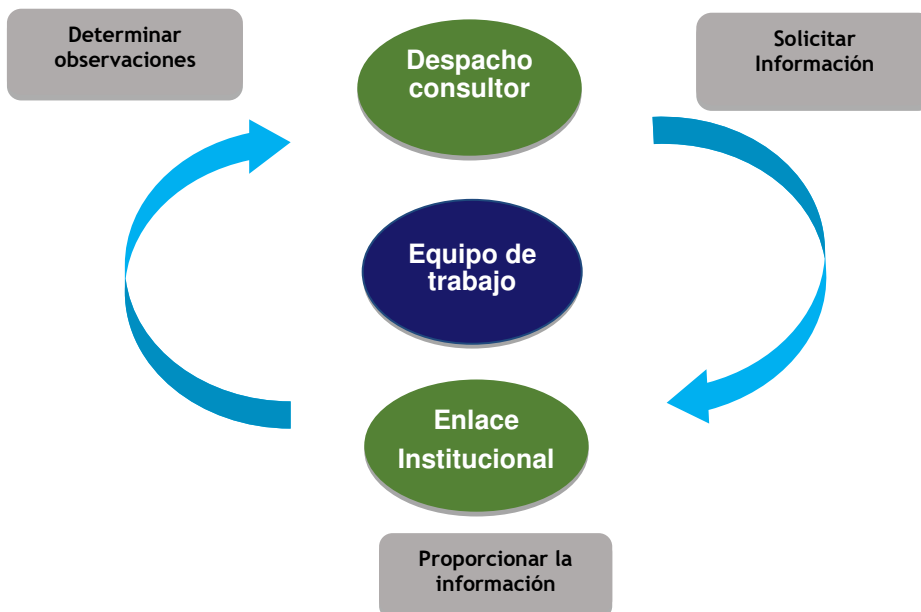 Determinar
observaciones
Despacho
consultor
Solicitar
Información
Equipo de
trabajo
Enlace
Institucional
Proporcionar la
información